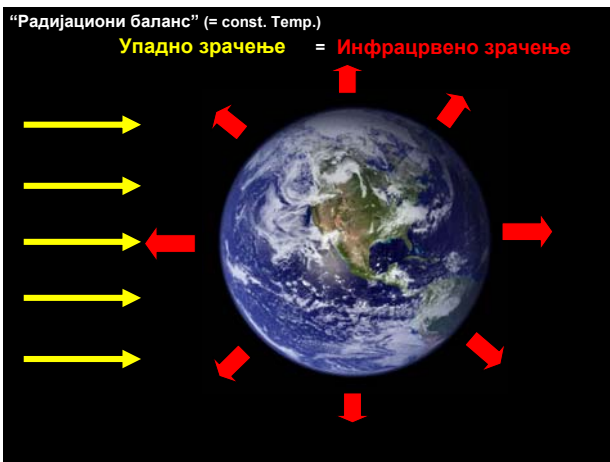 “Радијациони баланс” (= const. Temp.)
Упадно зрачење = Инфрацрвено зрачење